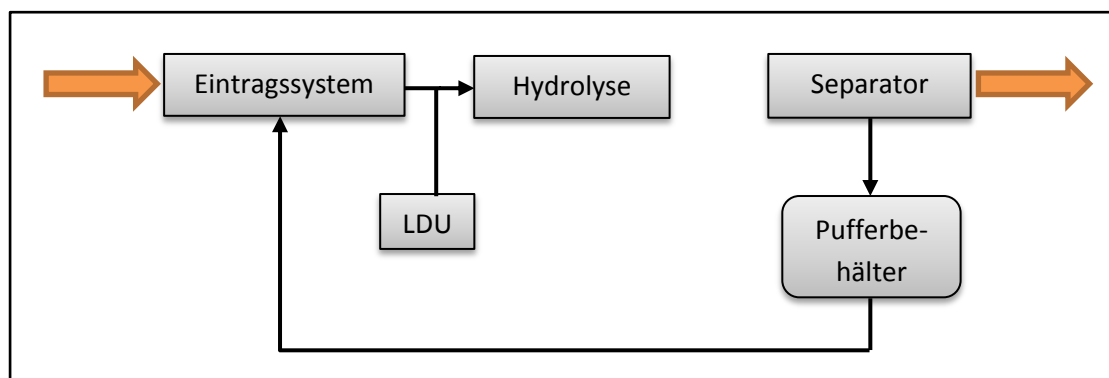 Eintragssystem
Hydrolyse
Separator
LDU
Pufferbe-
hälter